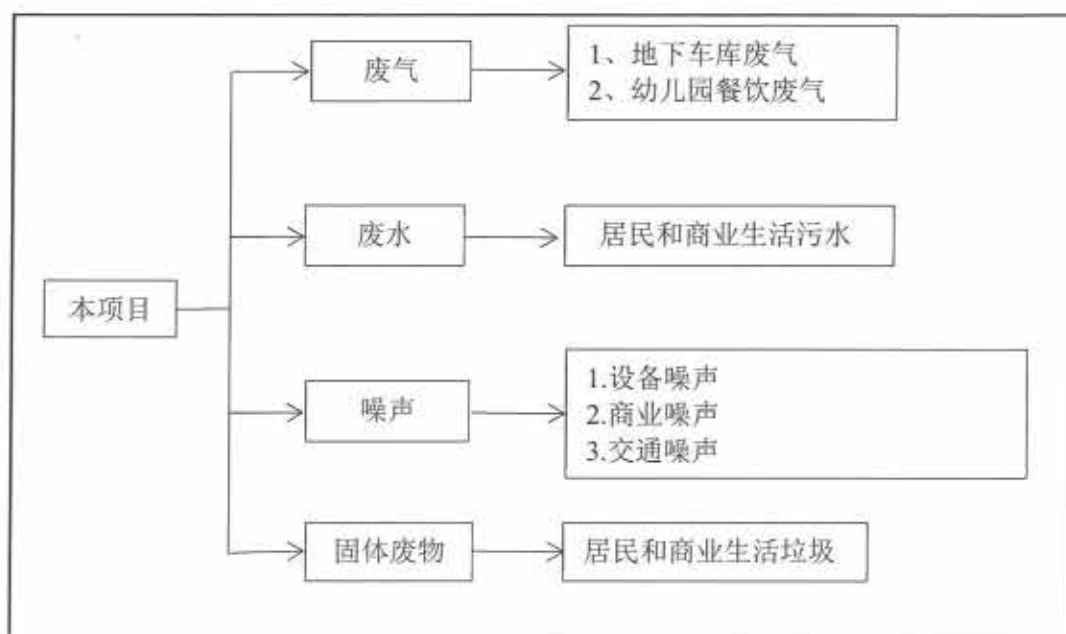 废气
1、地下车库废气
2、幼儿园餐饮废气
废水
居民和商业生活污水
本项目
噪声
1.设备噪声
2.商业噪声
3.交通噪声
固体废物
居民和商业生活垃圾